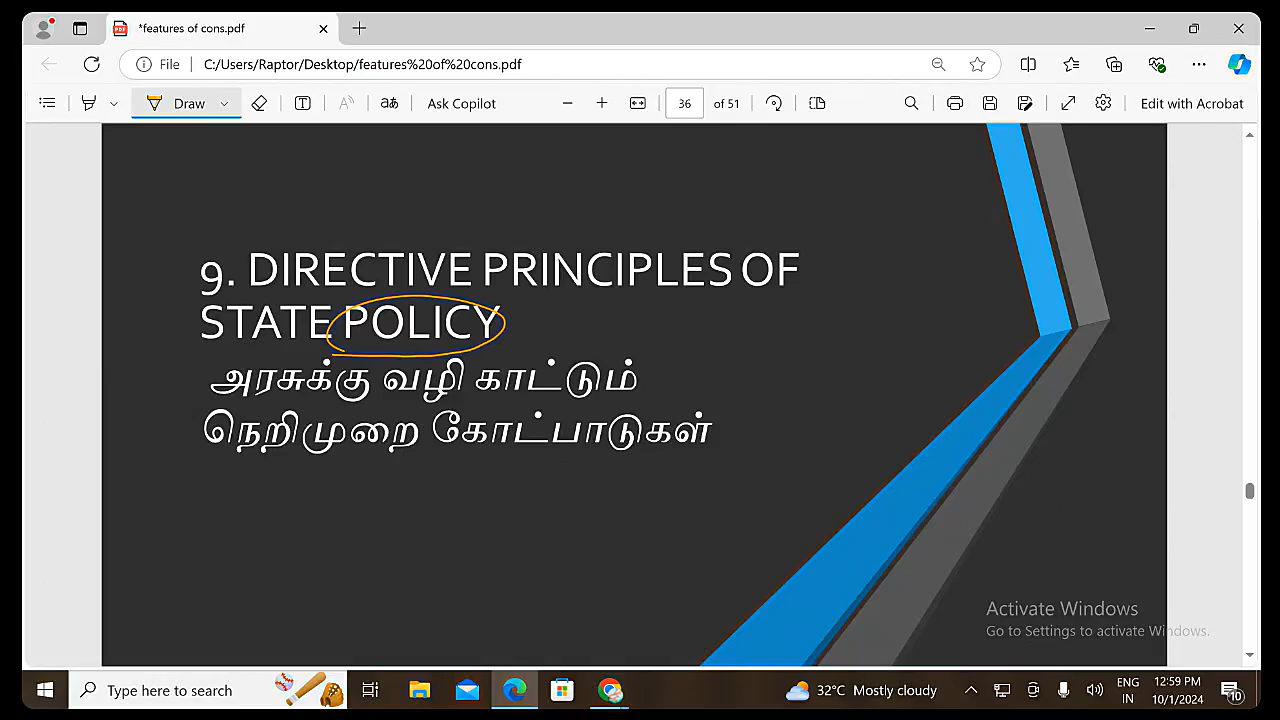 *features of cons.pdf
File
C:/Users/Raptor/Desktop/features%20of%20cons.pdf
Draw
Ask Copilot
36 of 51
Edit with Acrobat
9. DIRECTIVE PRINCIPLES OF
STATE POLICY
அரசுக்கு வழி காட்டும்
நெறிமுறை கோட்பாடுகள்
Activate Windows
Go to Settings to activate Windows.
Type here to search
32°C Mostly cloudy
ENG
IN
12:59 PM
10/1/2024
10